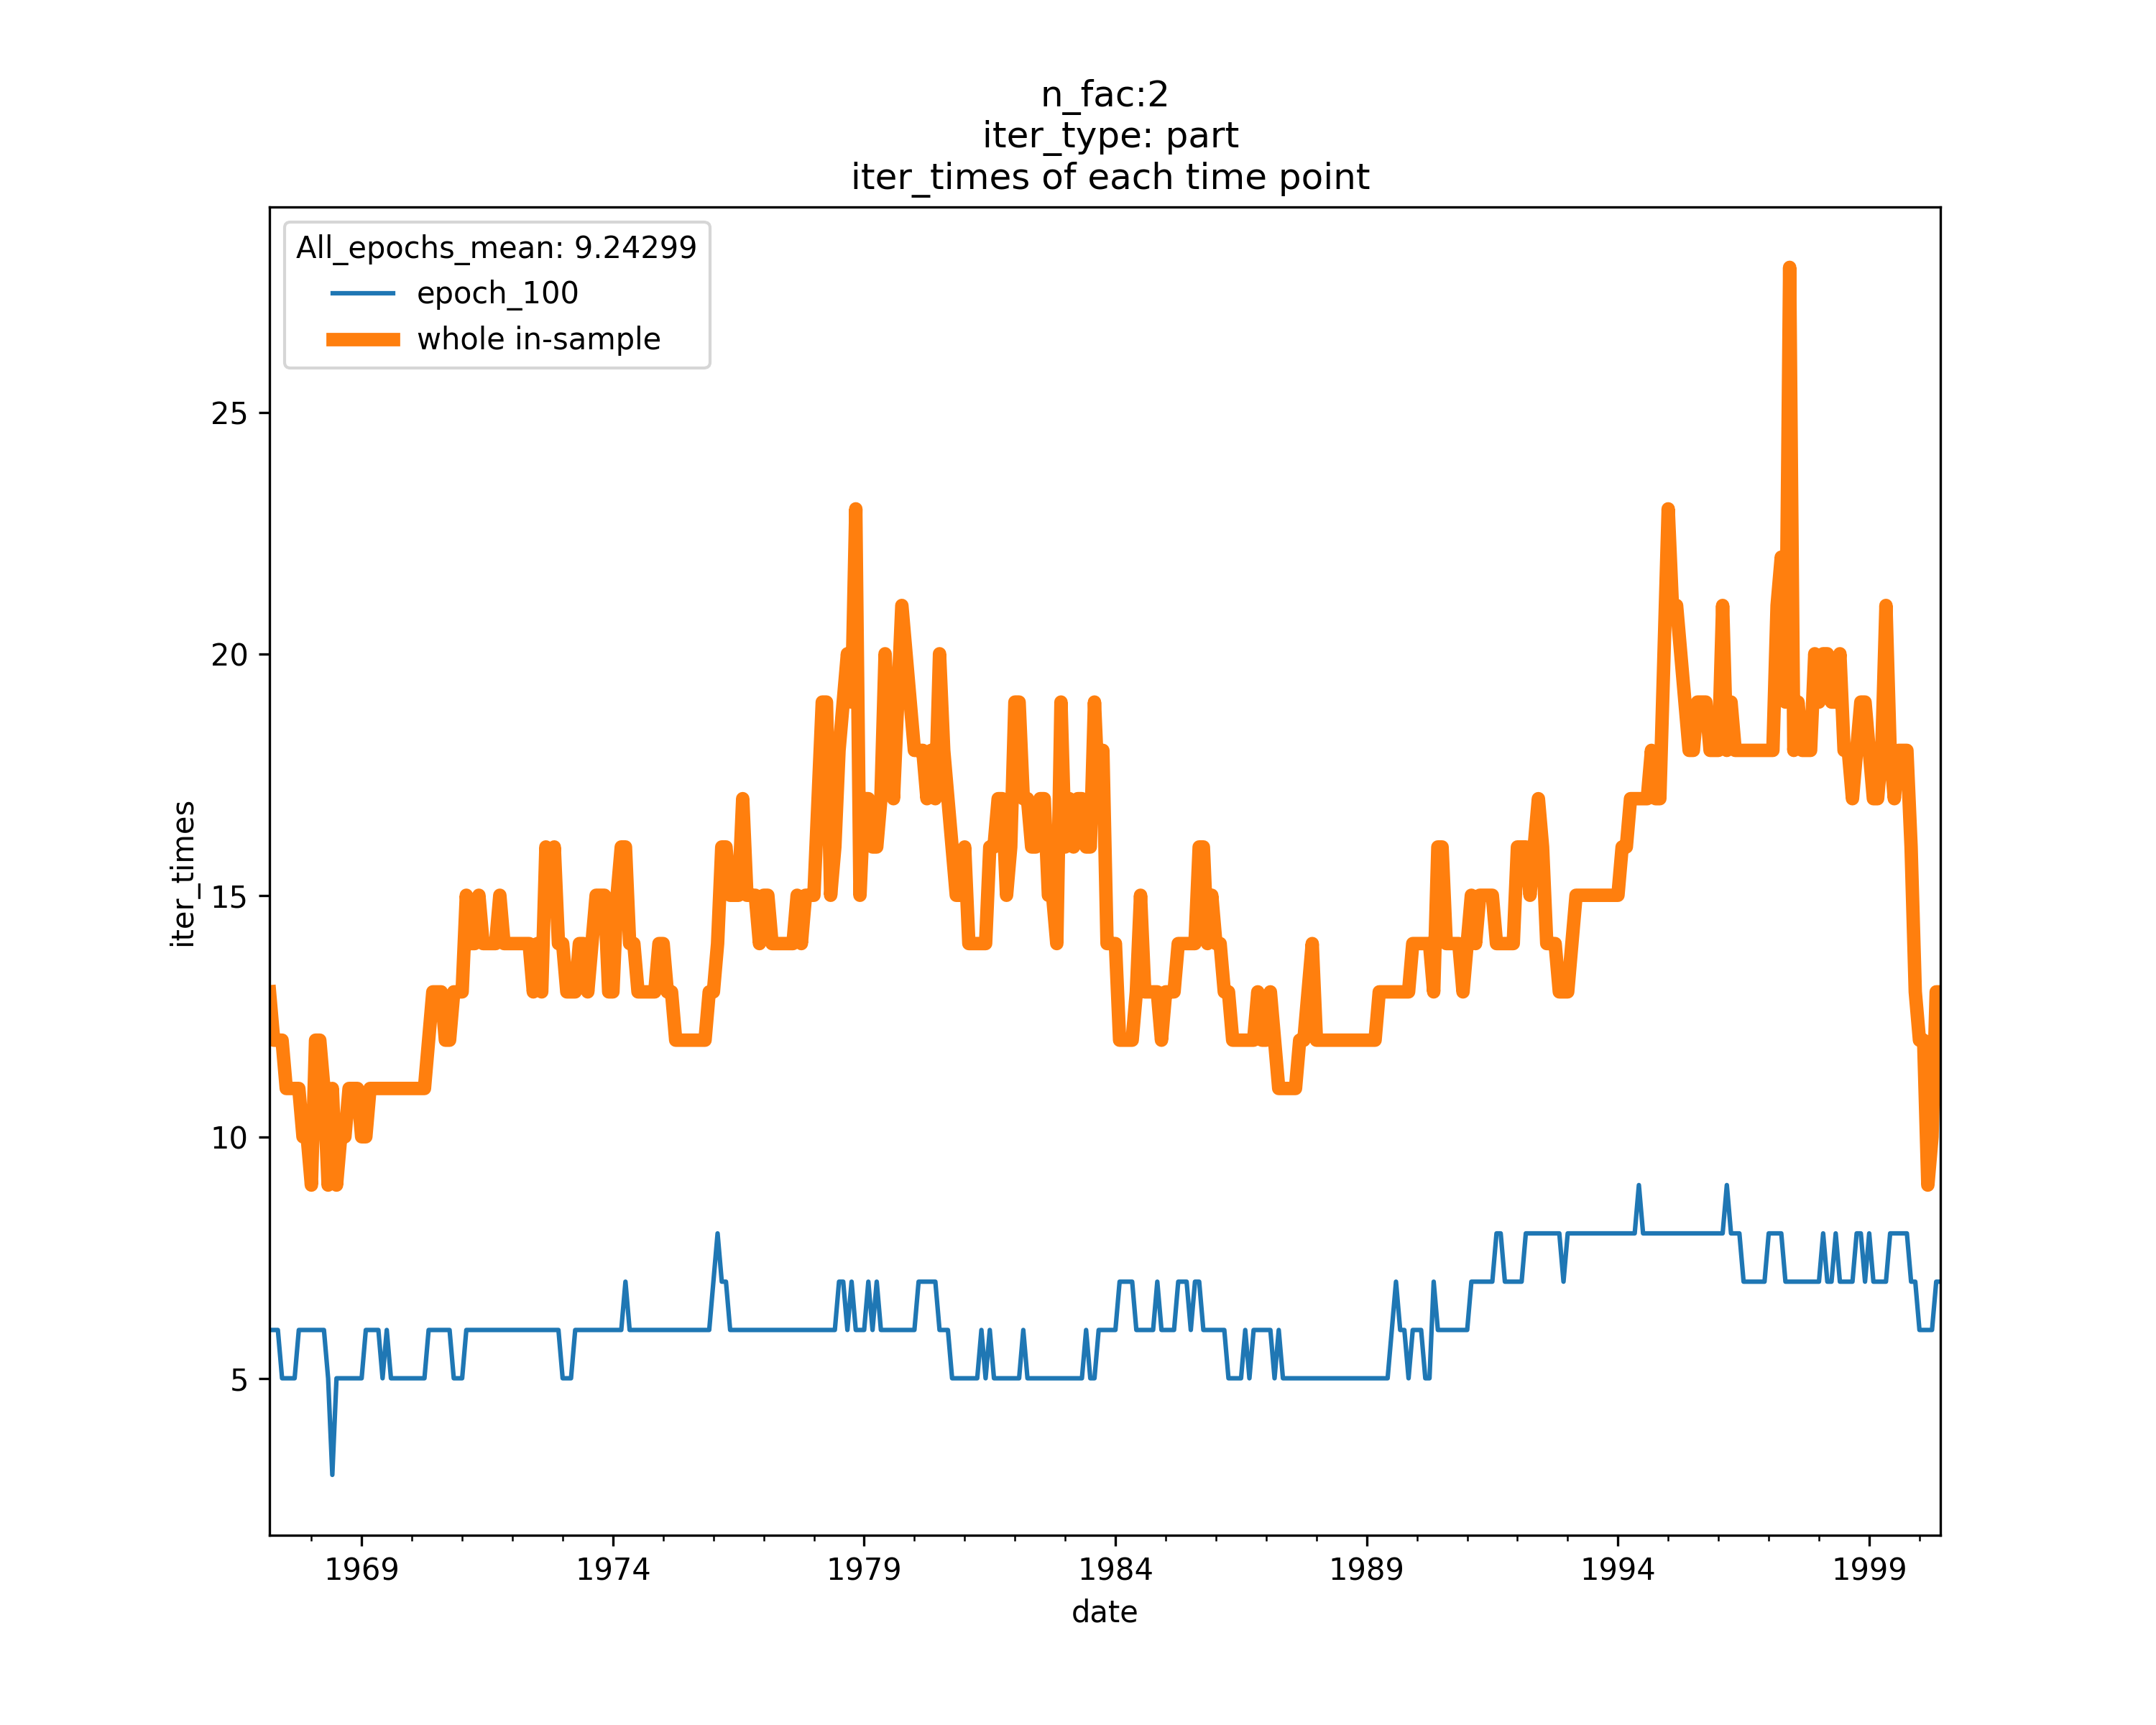 n_fac:2
iter_type: part
iter_times of each time point
All_epochs_mean: 9.24299
epoch_100
whole in-sample
25
20
15
10
5
iter_times
1969 1974 1979 1984 1989 1994 1999
date